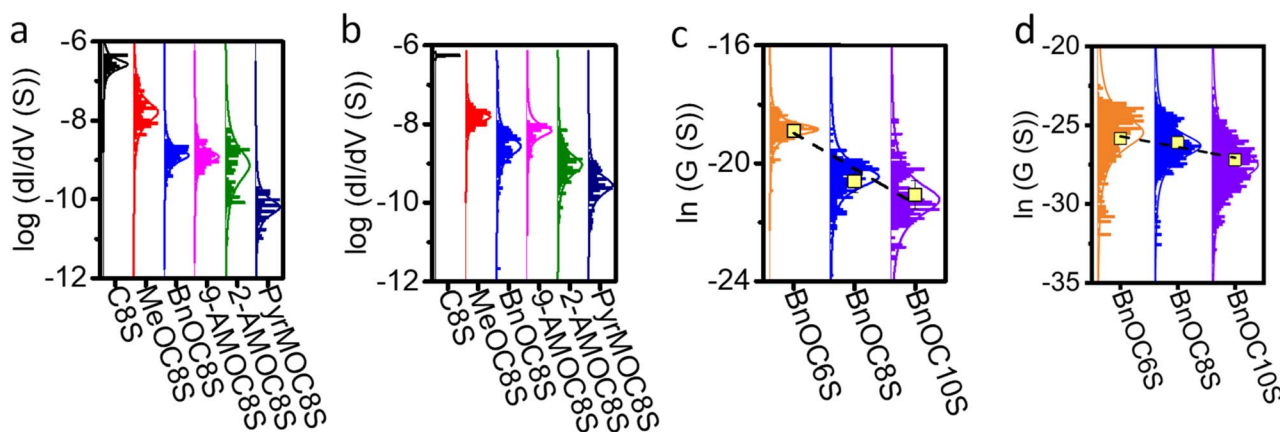 a
log (dI/dV (S))
-6
-8
-10
-12
C8S
MeOC8S
BnOC8S
9-AMOC8S
2-AMOC8S
PyrMOC8S
b
log (dI/dV (S))
-6
-8
-10
-12
C8S
MeOC8S
BnOC8S
9-AMOC8S
2-AMOC8S
PyrMOC8S
c
ln (G (S))
-16
-20
-24
BnOC6S
BnOC8S
BnOC10S
d
ln (G (S))
-20
-25
-30
-35
BnOC6S
BnOC8S
BnOC10S